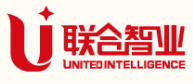 联合智业
UNITED INTELLIGENCE